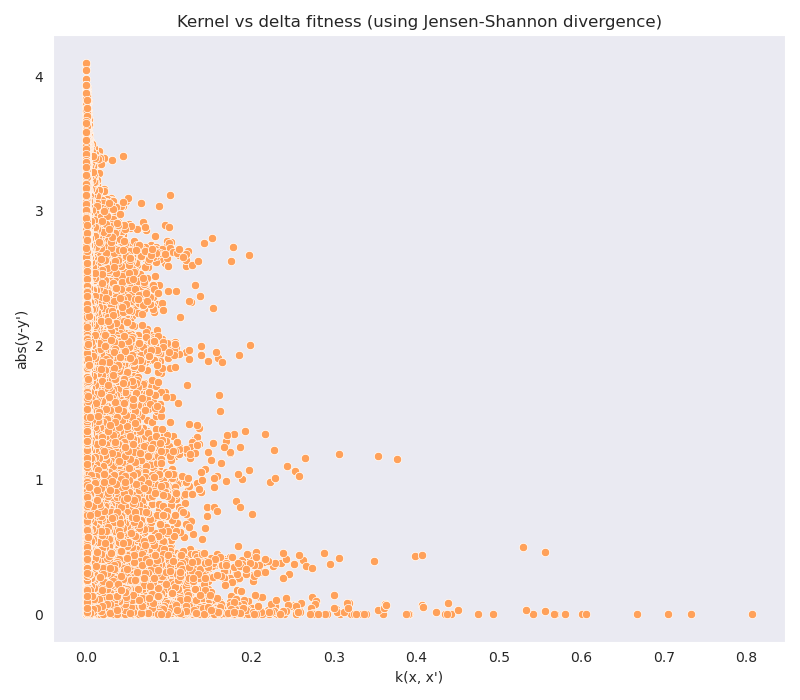 Kernel vs delta fitness (using Jensen-Shannon divergence)
abs(y-y')
4
3
2
1
0
0.0 0.1 0.2 0.3 0.4 0.5 0.6 0.7 0.8
k(x, x')